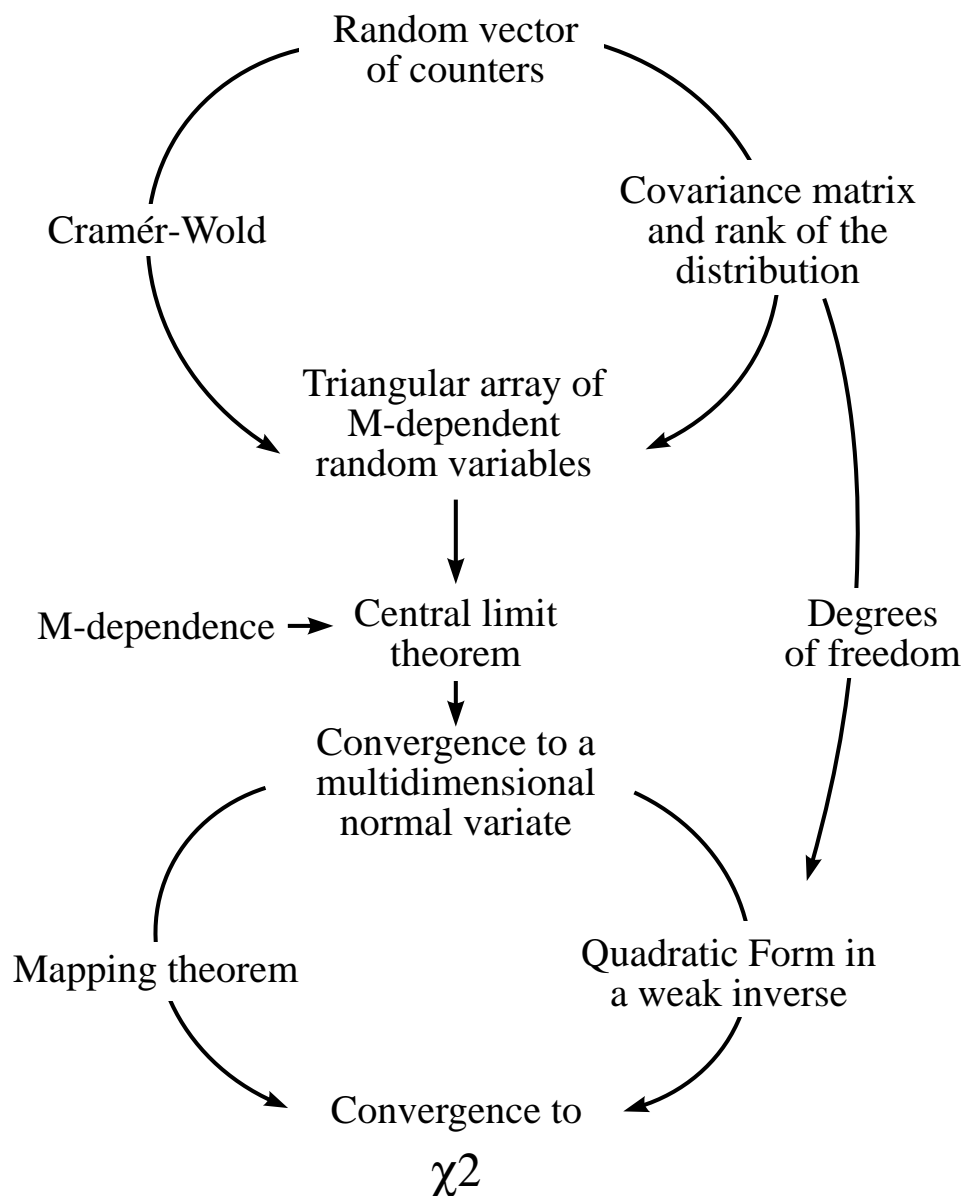 Random vector
of counters
Covariance matrix
and rank of the
distribution
Cramér-Wold
Triangular array of
M-dependent
random variables
M-dependence
Central limit
theorem
Degrees
of freedom
Convergence to a
multidimensional
normal variate
Mapping theorem
Quadratic Form in
a weak inverse
Convergence to
χ2